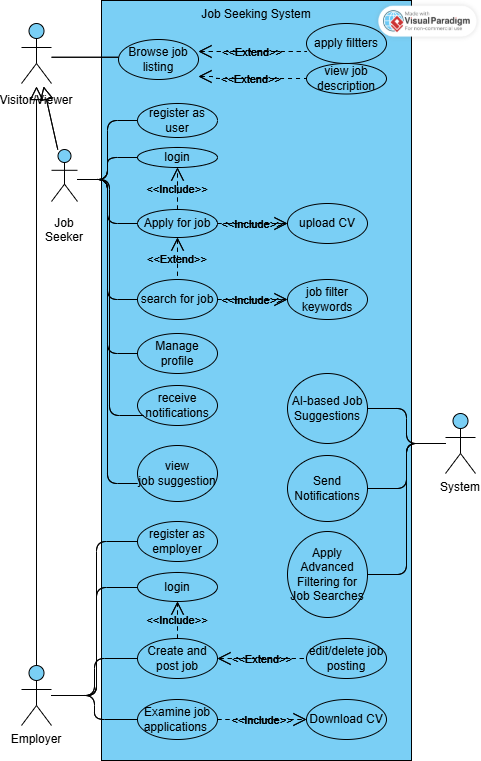 Job Seeking System
Made with
Visual Paradigm
For non-commercial use
Browse job
listing
<<Extend>>
apply filtters
<<Extend>>
view job
description
Visitor/Viewer
register as
user
login
<<Include>>
Job
Seeker
Apply for job
<<Include>>
upload CV
<<Extend>>
search for job
<<Include>>
job filter
keywords
Manage
profile
receive
notifications
AI-based Job
Suggestions
view
job suggestion
Send
Notifications
System
register as
employer
Apply
Advanced
Filtering for
Job Searches
login
<<Include>>
Create and
post job
<<Extend>>
edit/delete job
posting
Employer
Examine job
applications
<<Include>>
Download CV